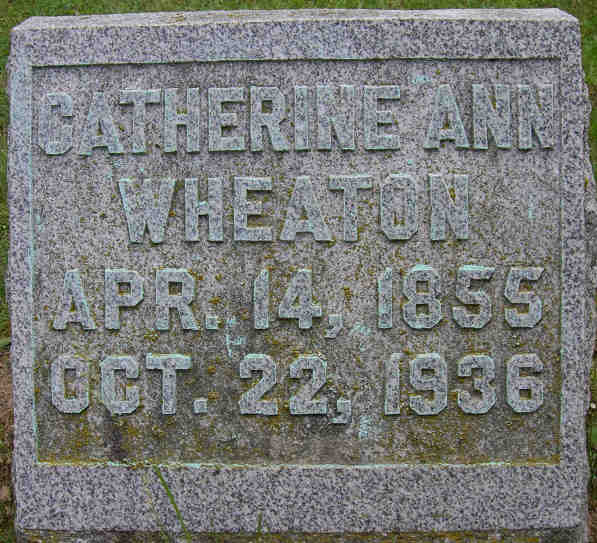 CATHERINE ANN
WHEATON
APR. 14, 1855
OCT. 22, 1936